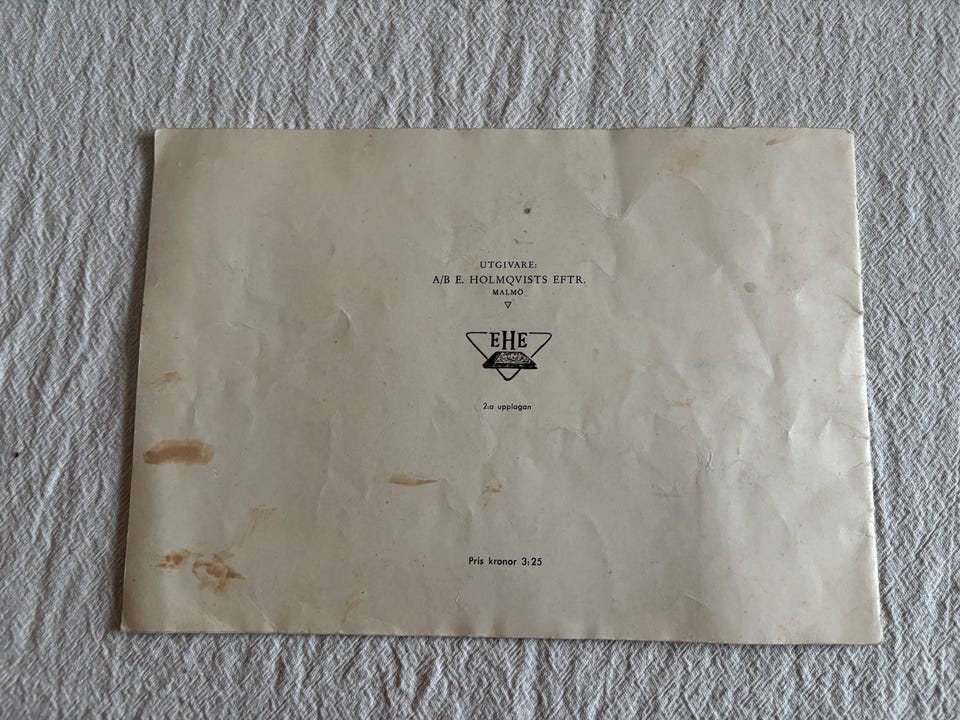 UTGIVARE:
A/B E. HOLMQVISTS EFTR.
MALMÖ
EHE
2:a upplagan
Pris kronor 3:25